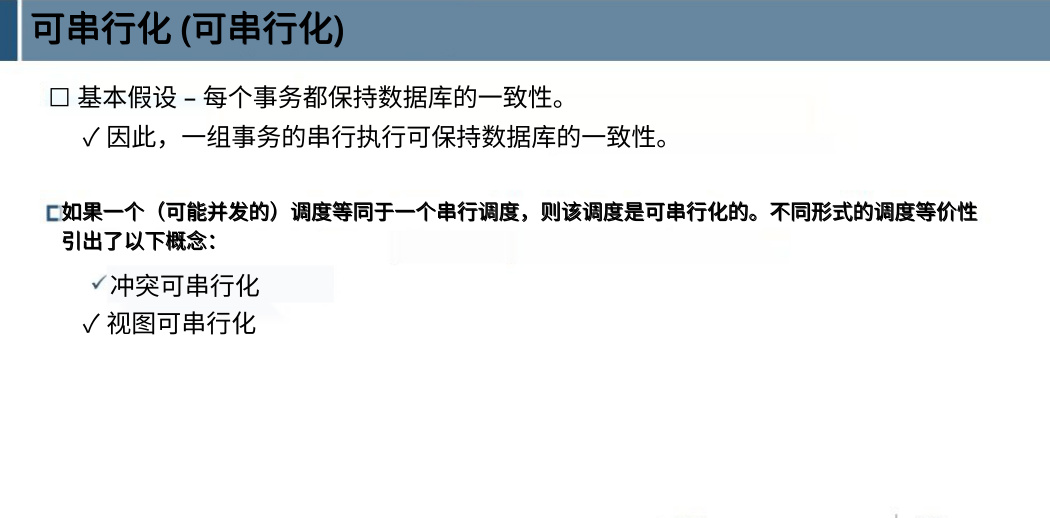 可串行化 (可串行化)
□ 基本假设 – 每个事务都保持数据库的一致性。
✓ 因此，一组事务的串行执行可保持数据库的一致性。
□如果一个（可能并发的）调度等同于一个串行调度，则该调度是可串行化的。不同形式的调度等价性
引出了以下概念：
✓冲突可串行化
✓ 视图可串行化